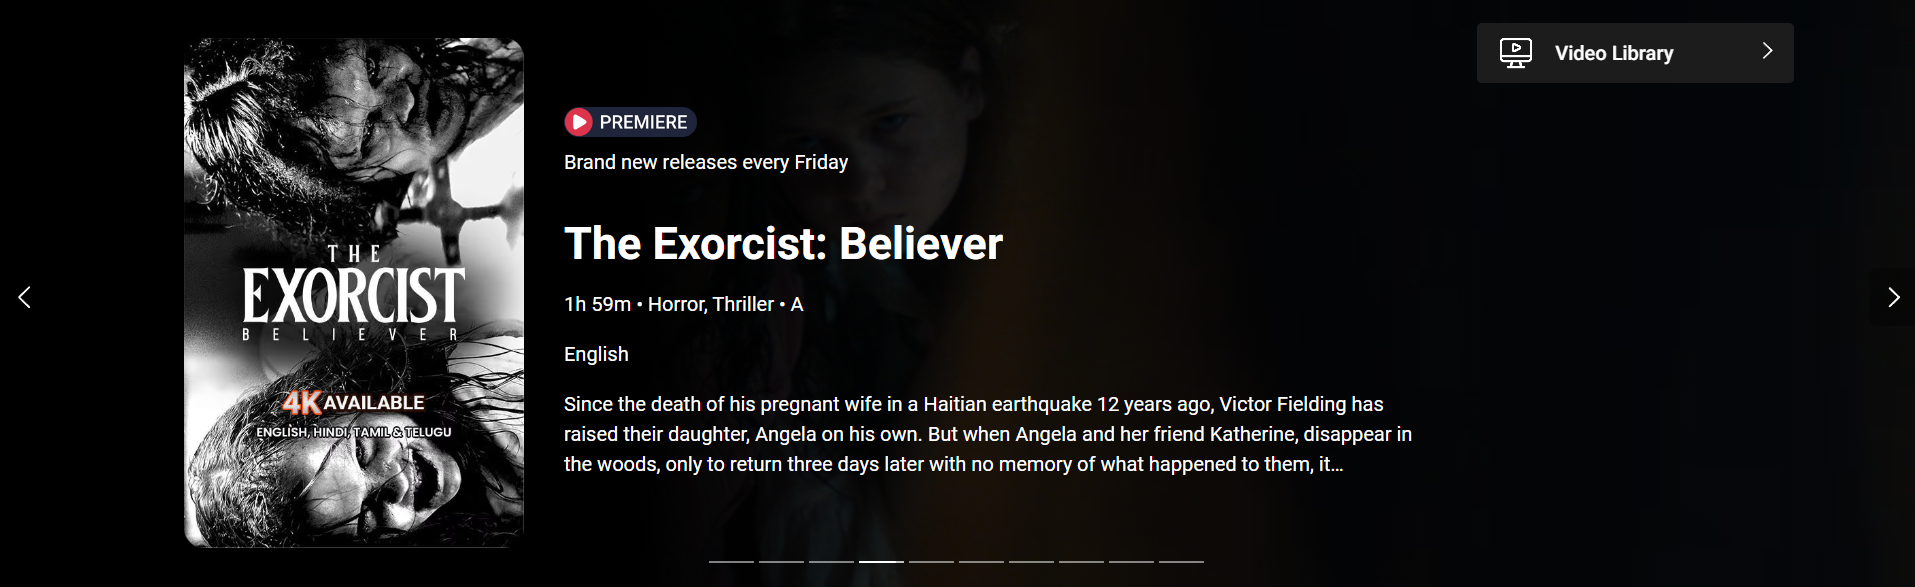 Video Library
PREMIERE
Brand new releases every Friday
The Exorcist: Believer
1h 59m • Horror, Thriller • A
English
Since the death of his pregnant wife in a Haitian earthquake 12 years ago, Victor Fielding has
raised their daughter, Angela on his own. But when Angela and her friend Katherine, disappear in
the woods, only to return three days later with no memory of what happened to them, it...
THE
EXORCIST
BELIEVER
4K AVAILABLE
ENGLISH, HINDI, TAMIL & TELUGU